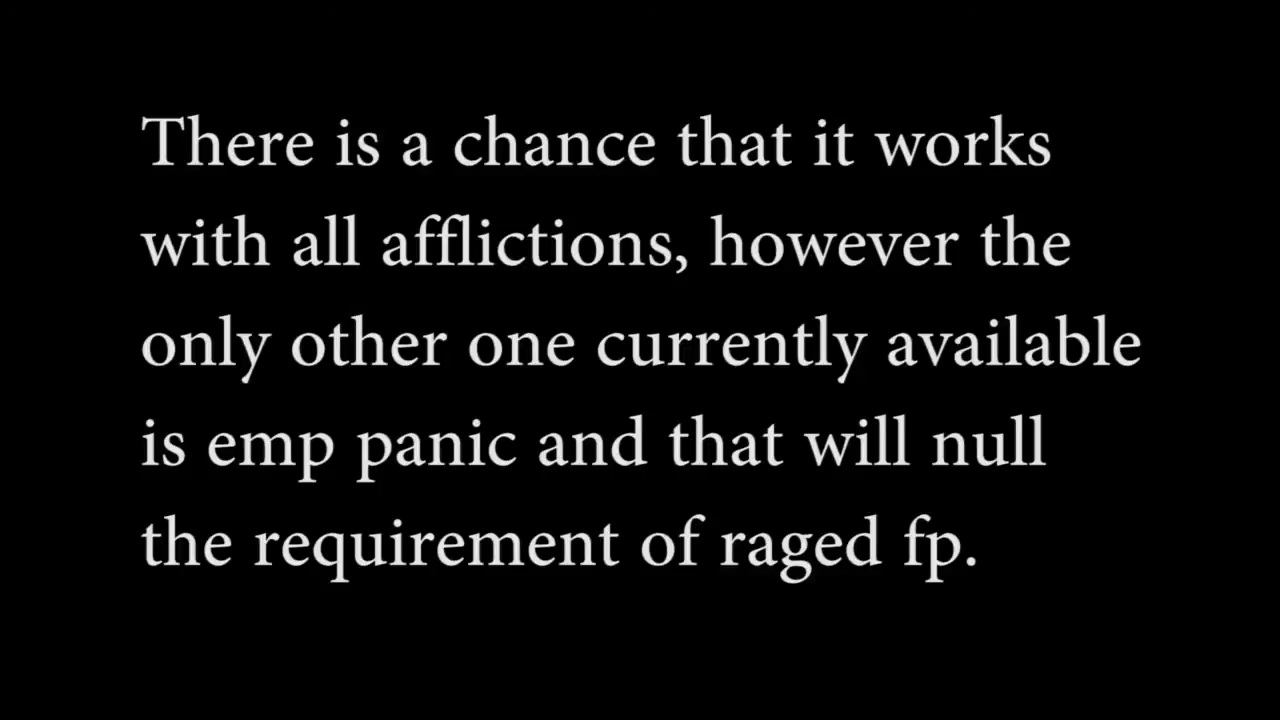 There is a chance that it works
with all afflictions, however the
only other one currently available
is emp panic and that will null
the requirement of raged fp.